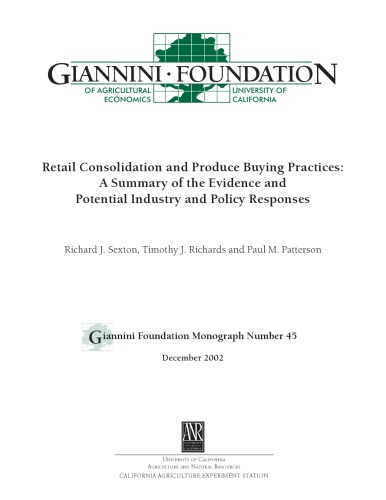 GIANNINI · FOUNDATION
OF AGRICULTURAL ECONOMICS
UNIVERSITY OF CALIFORNIA
Retail Consolidation and Produce Buying Practices:
A Summary of the Evidence and
Potential Industry and Policy Responses
Richard J. Sexton, Timothy J. Richards and Paul M. Patterson
Giannini Foundation Monograph Number 45
December 2002
ANR
UNIVERSITY OF CALIFORNIA
AGRICULTURE AND NATURAL RESOURCES
CALIFORNIA AGRICULTURE EXPERIMENT STATION